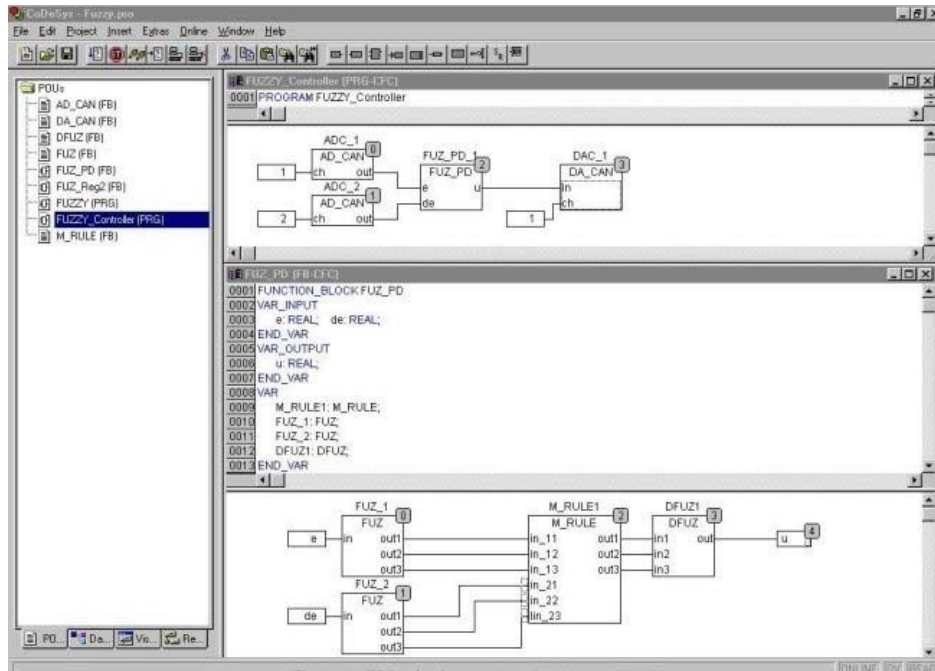 CoDeSys - Fuzzy.pro
File Edit Project Insert Extras Online Window Help
POUs
AD_CAN (FB)
DA_CAN (FB)
DFUZ (FB)
FUZ (FB)
FUZ_PD (FB)
FUZ_Reg2 (FB)
FUZZY (PRG)
FUZZY_Controller (PRG)
M_RULE (FB)
PO... Da... Vis... Re...
FUZZY_Controller (PRG-CFC)
0001 PROGRAM FUZZY_Controller
ADC_1
AD_CAN 0
1 ch out
ADC_2
AD_CAN 1
2 ch out
FUZ_PD_1
FUZ_PD 2
e u
de
DAC_1
DA_CAN 3
in
1 ch
FUZ_PD (FB-CFC)
0001 FUNCTION_BLOCK FUZ_PD
0002 VAR_INPUT
0003 e: REAL; de: REAL;
0004 END_VAR
0005 VAR_OUTPUT
0006 u: REAL;
0007 END_VAR
0008 VAR
0009 M_RULE1: M_RULE;
0010 FUZ_1: FUZ;
0011 FUZ_2: FUZ;
0012 DFUZ1: DFUZ;
0013 END_VAR
FUZ_1
FUZ 0
e in out1
out2
out3
FUZ_2
FUZ 1
de in out1
out2
out3
M_RULE1
M_RULE 2
in_11 out1
in_12 out2
in_13 out3
in_21
in_22
in_23
DFUZ1
DFUZ 3
in1 out
in2
in3
u 4
ONLINE OV READ